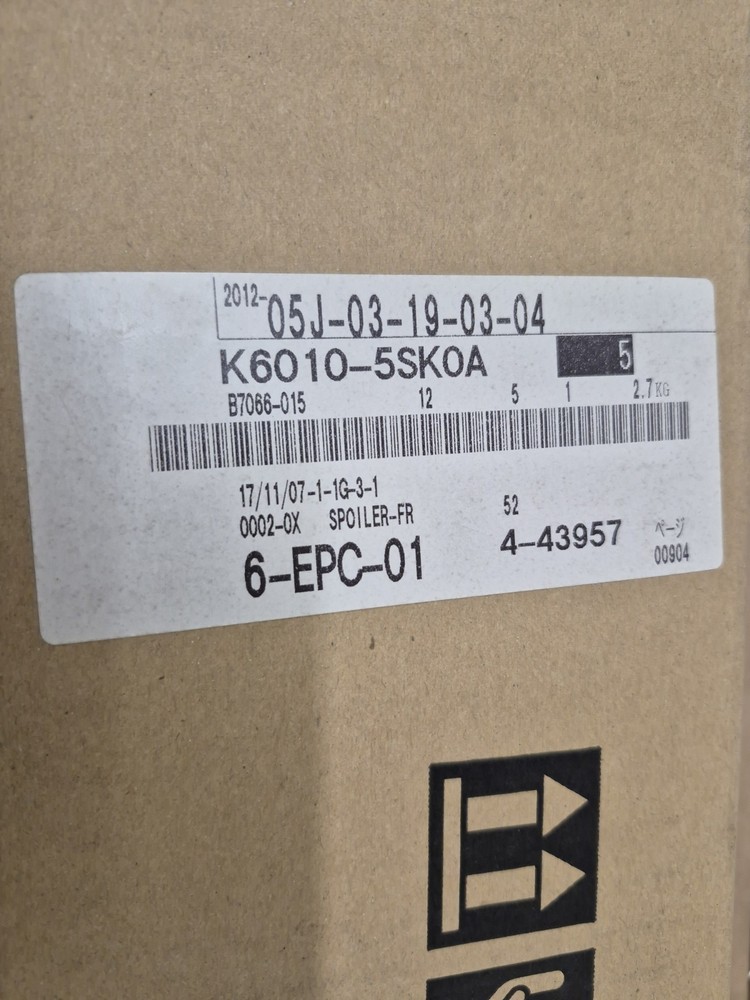 2012-05J-03-19-03-04
K6010-5SK0A 5
B7066-015 12 5 1 2.7KG
17/11/07-1-1G-3-1
0002-0X SPOILER-FR 52
6-EPC-01 4-43957 ページ
00904